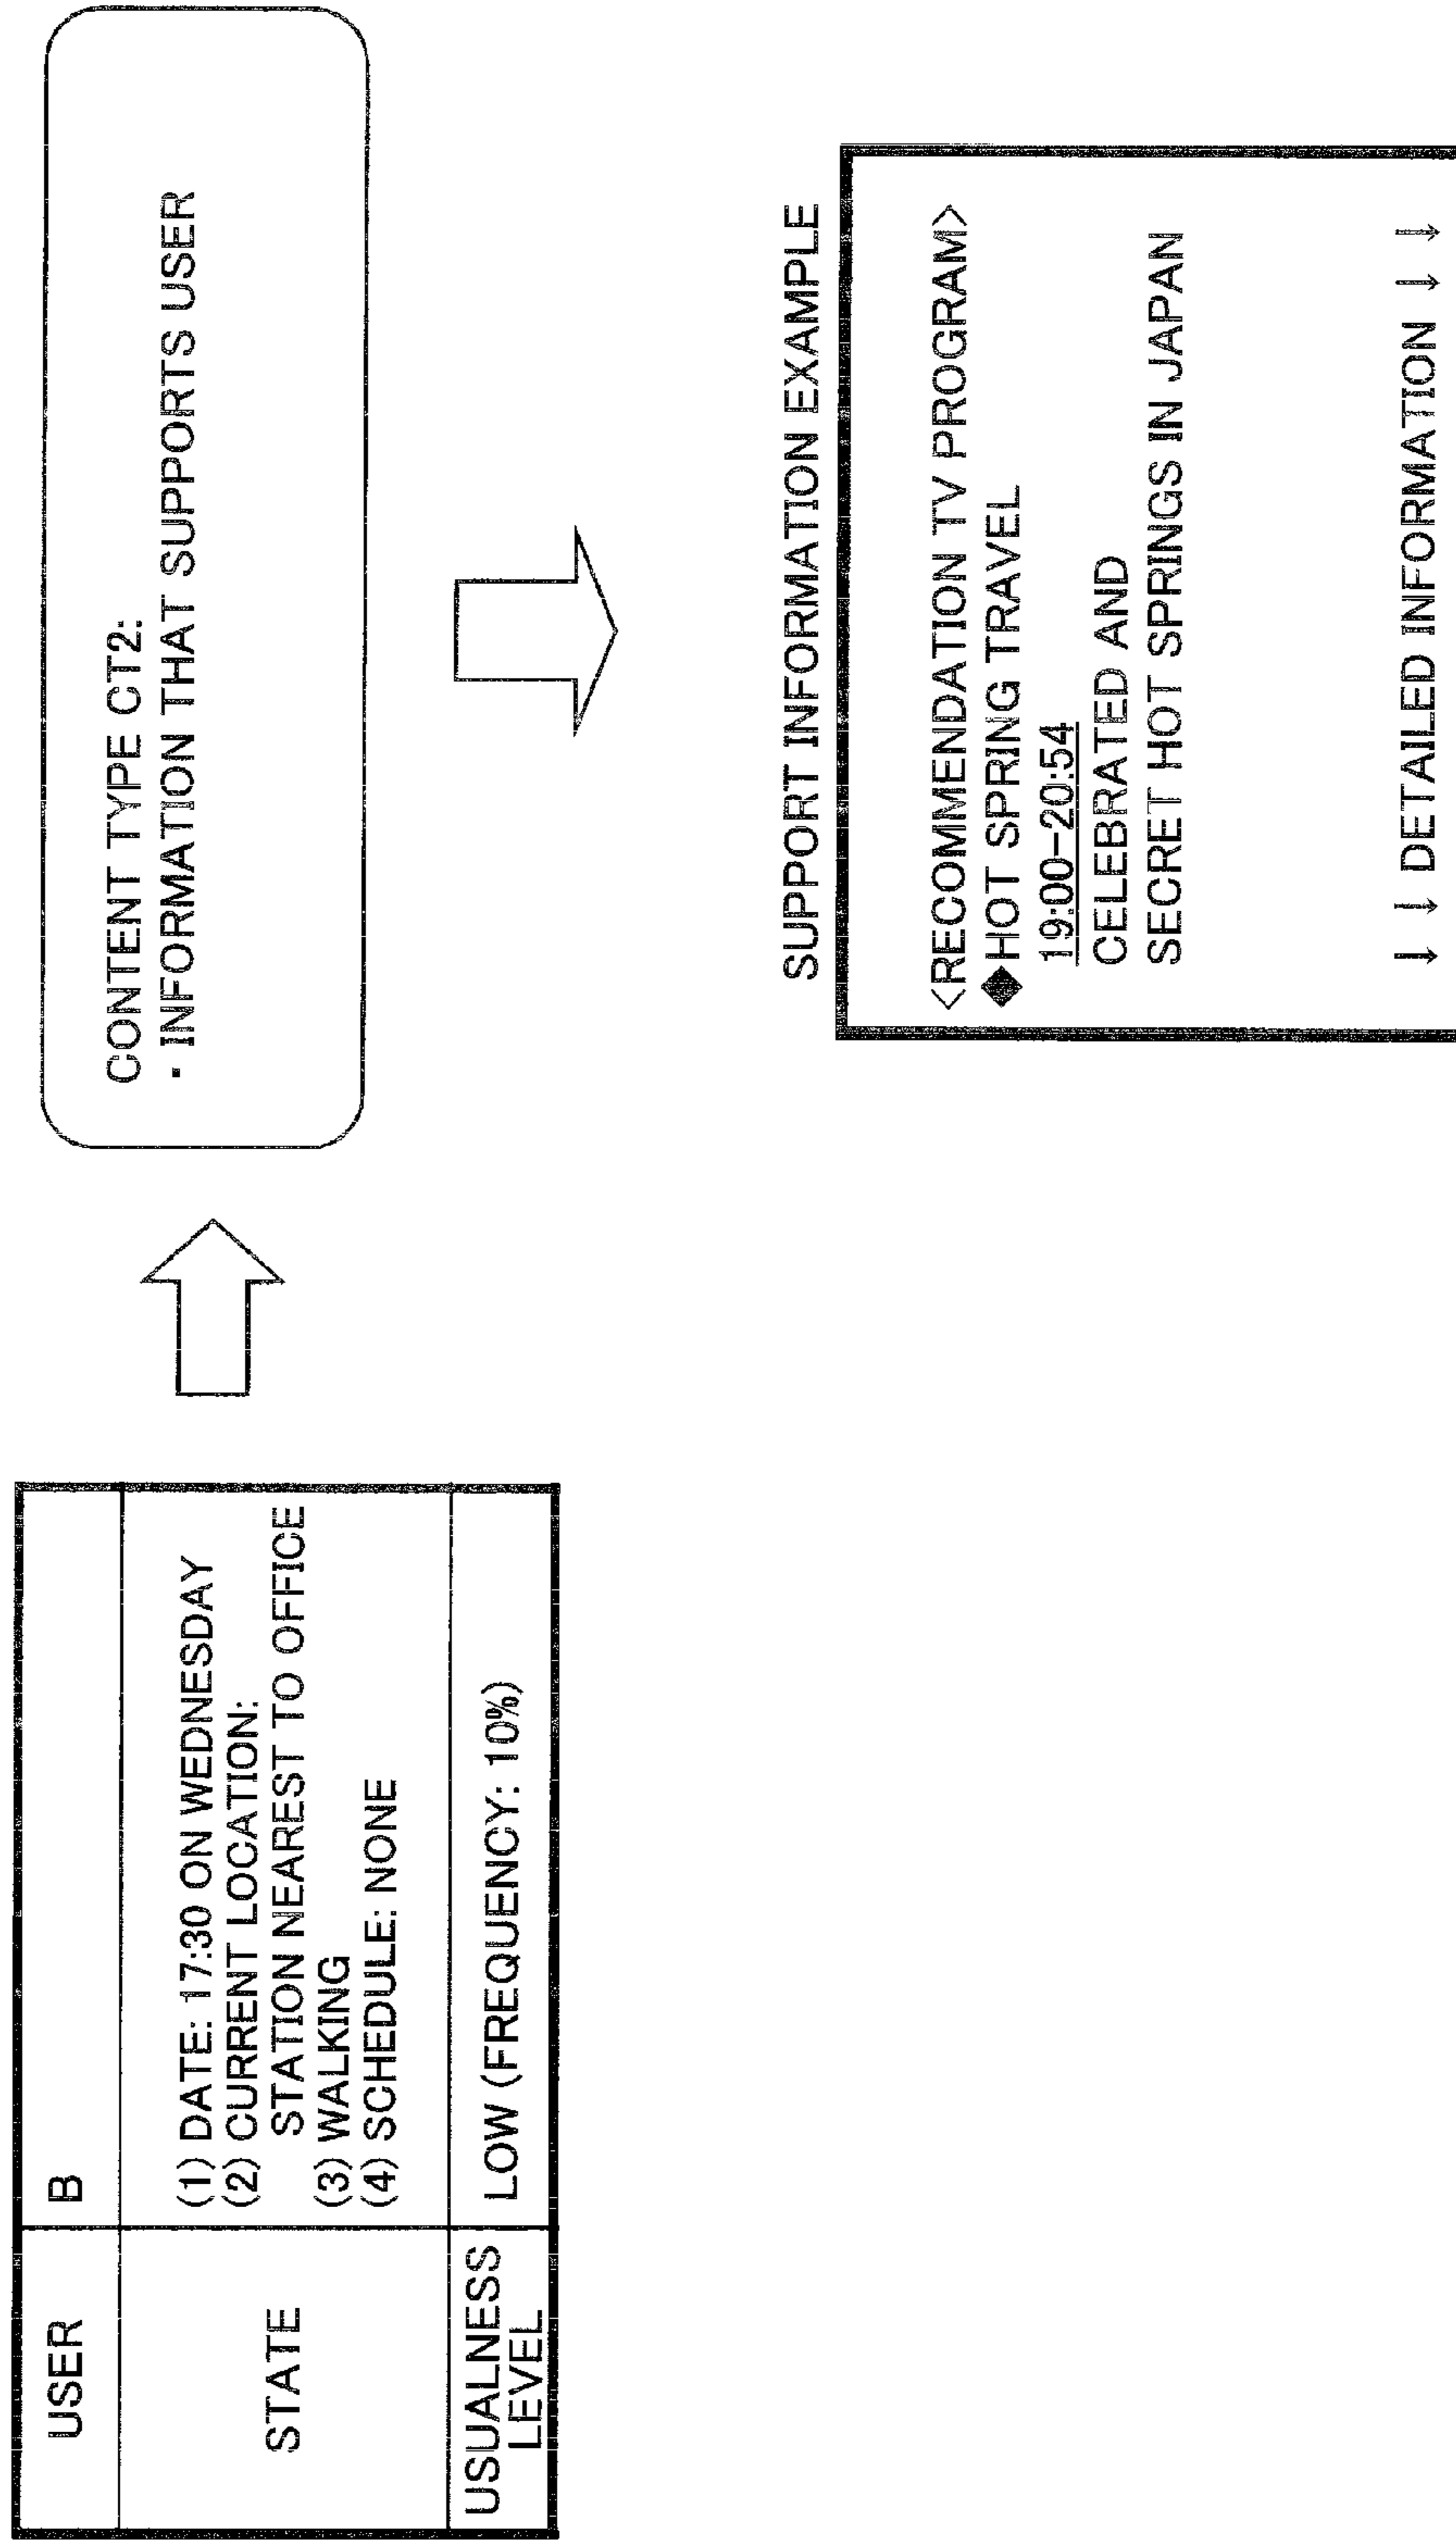 USER
B
STATE
(1) DATE: 17:30 ON WEDNESDAY
(2) CURRENT LOCATION:
STATION NEAREST TO OFFICE
(3) WALKING
(4) SCHEDULE: NONE
USUALNESS
LEVEL
LOW (FREQUENCY: 10%)
CONTENT TYPE CT2:
・INFORMATION THAT SUPPORTS USER
SUPPORT INFORMATION EXAMPLE
<RECOMMENDATION TV PROGRAM>
◆HOT SPRING TRAVEL
19:00-20:54
CELEBRATED AND
SECRET HOT SPRINGS IN JAPAN
↓ ↓ DETAILED INFORMATION ↓ ↓